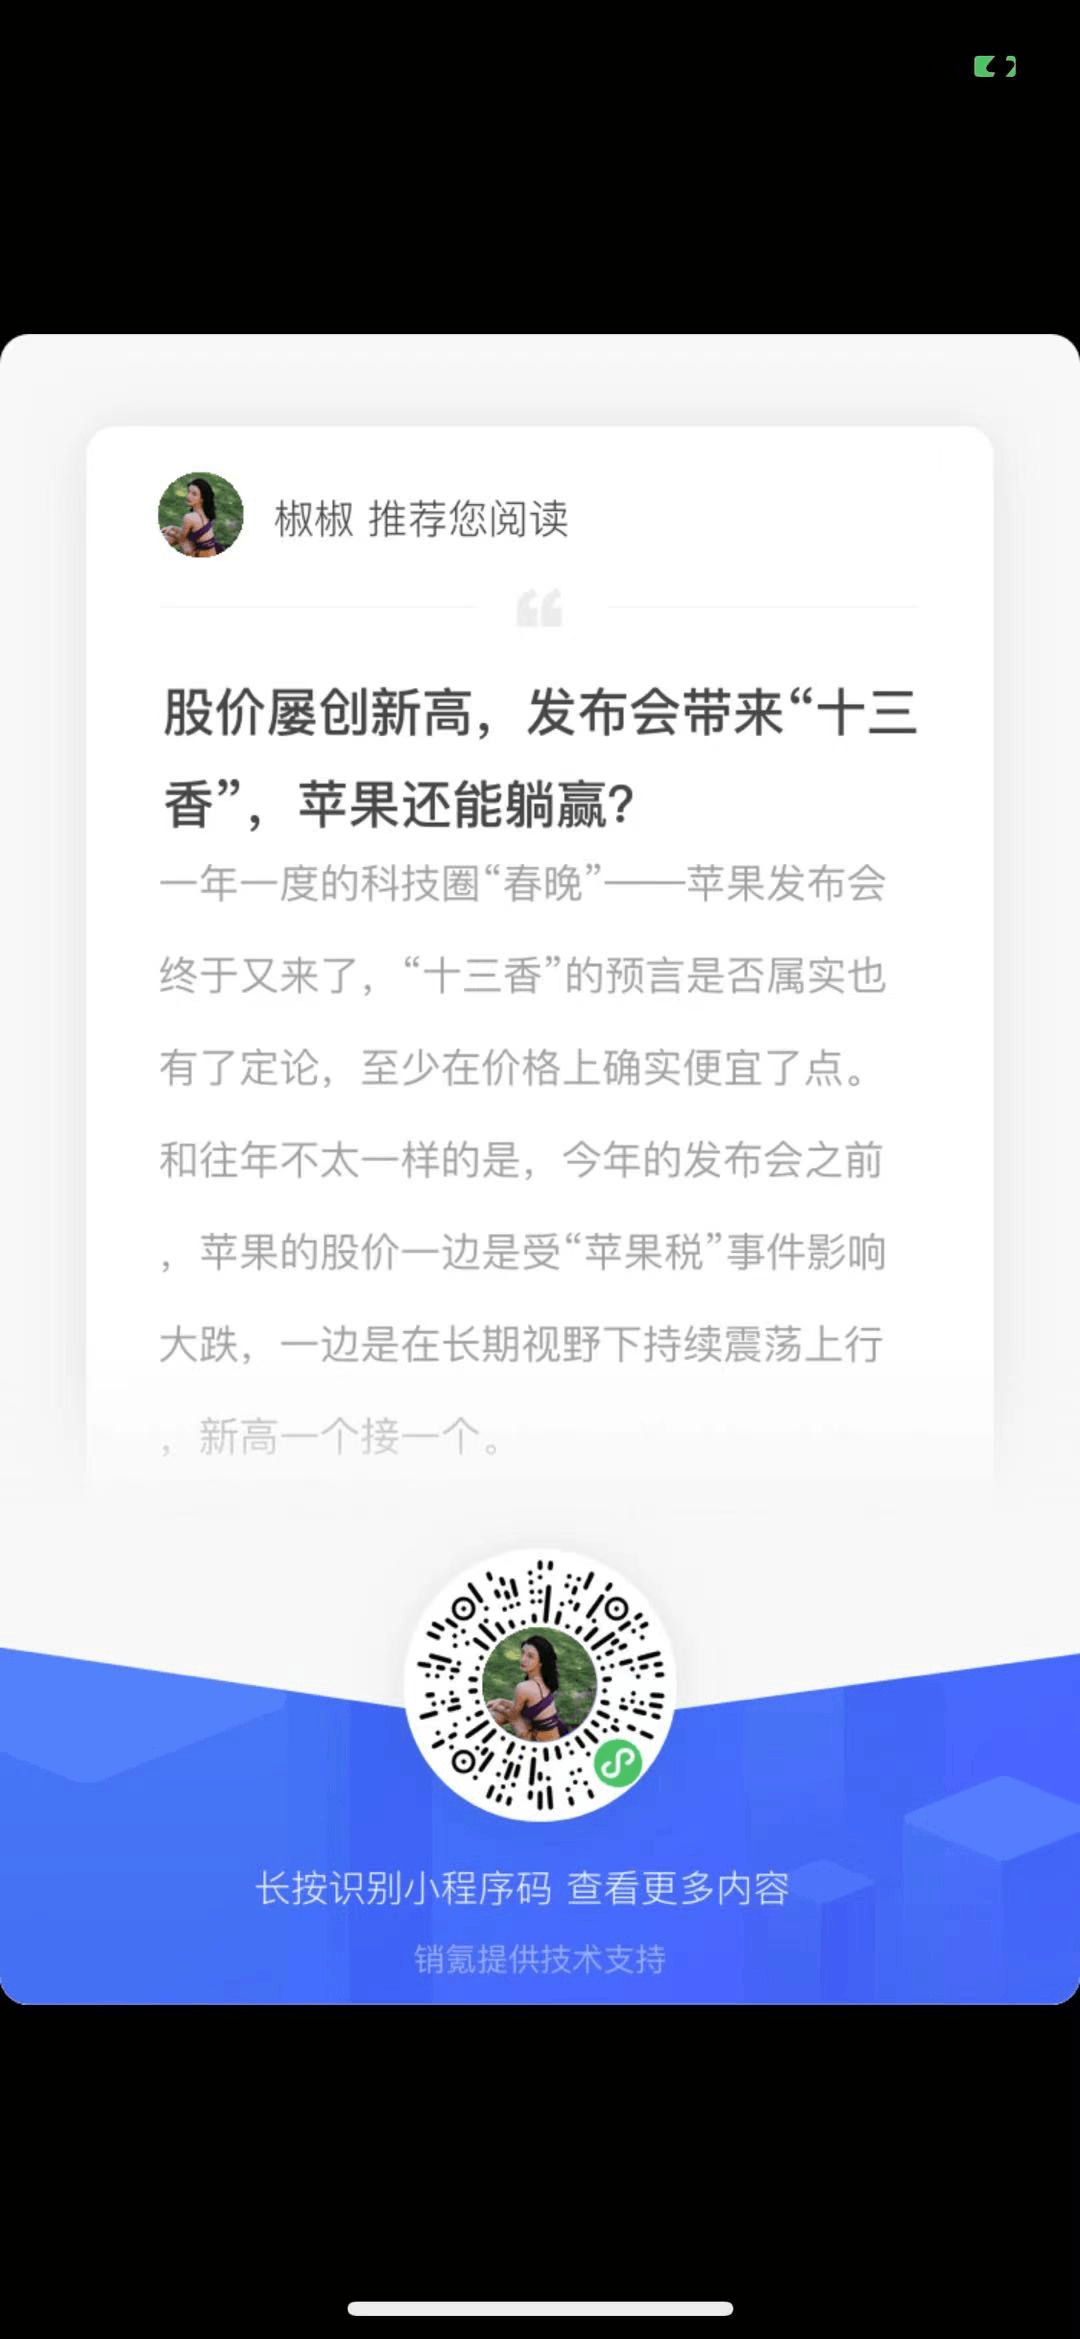 椒椒 推荐您阅读
股价屡创新高，发布会带来“十三
香”，苹果还能躺赢？
一年一度的科技圈“春晚”——苹果发布会
终于又来了，“十三香”的预言是否属实也
有了定论，至少在价格上确实便宜了点。
和往年不太一样的是，今年的发布会之前
，苹果的股价一边是受“苹果税”事件影响
大跌，一边是在长期视野下持续震荡上行
，新高一个接一个。
长按识别小程序码 查看更多内容
销氪提供技术支持